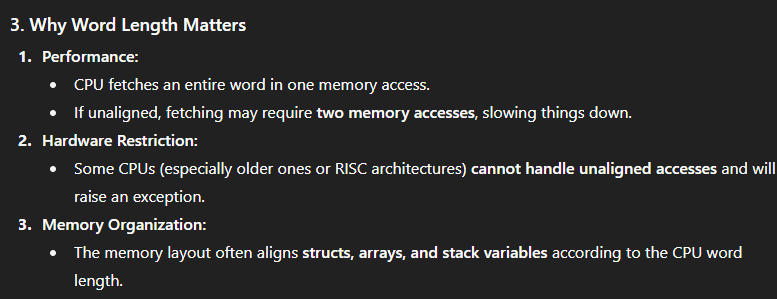 3. Why Word Length Matters
1. Performance:
• CPU fetches an entire word in one memory access.
• If unaligned, fetching may require two memory accesses, slowing things down.
2. Hardware Restriction:
• Some CPUs (especially older ones or RISC architectures) cannot handle unaligned accesses and will
raise an exception.
3. Memory Organization:
• The memory layout often aligns structs, arrays, and stack variables according to the CPU word
length.